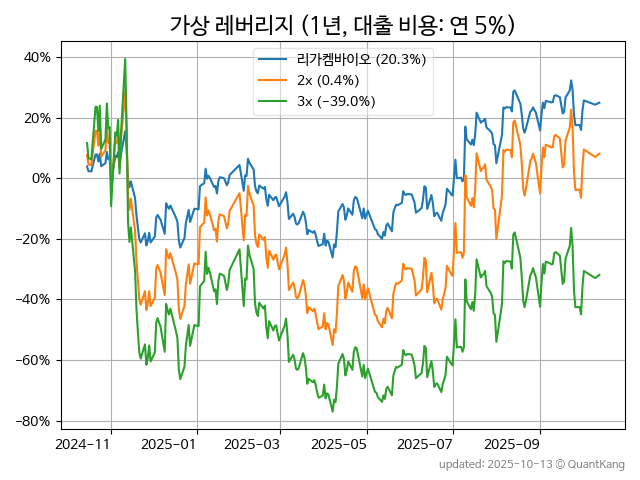 가상 레버리지 (1년, 대출 비용: 연 5%)
리가켐바이오 (20.3%)
2x (0.4%)
3x (−39.0%)
40%
20%
0%
−20%
−40%
−60%
−80%
2024-11
2025-01
2025-03
2025-05
2025-07
2025-09
updated: 2025-10-13 © QuantKang